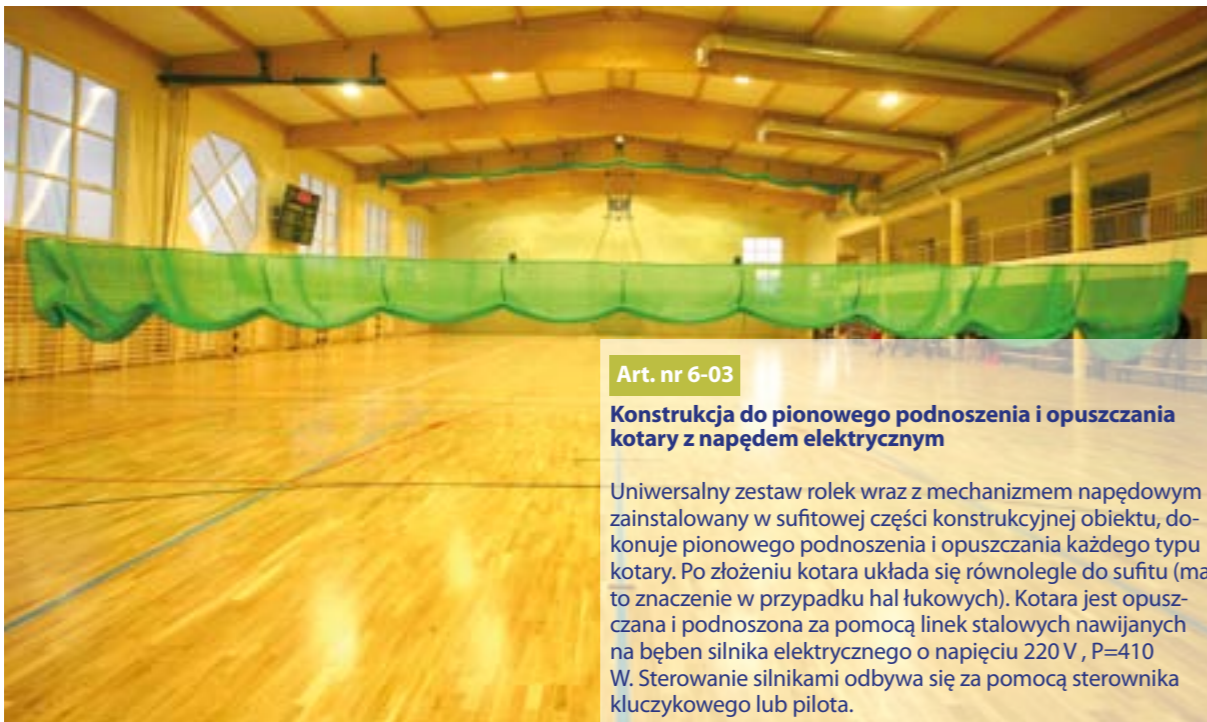 Art. nr 6-03
Konstrukcja do pionowego podnoszenia i opuszczania
kotary z napędem elektrycznym
Uniwersalny zestaw rolek wraz z mechanizmem napędowym
zainstalowany w sufitowej części konstrukcyjnej obiektu, do-
konuje pionowego podnoszenia i opuszczania każdego typu
kotary. Po złożeniu kotara układa się równolegle do sufitu (ma
to znaczenie w przypadku hal łukowych). Kotara jest opusz-
czana i podnoszona za pomocą linek stalowych nawijanych
na bęben silnika elektrycznego o napięciu 220 V , P=410
W. Sterowanie silnikami odbywa się za pomocą sterownika
kluczykowego lub pilota.